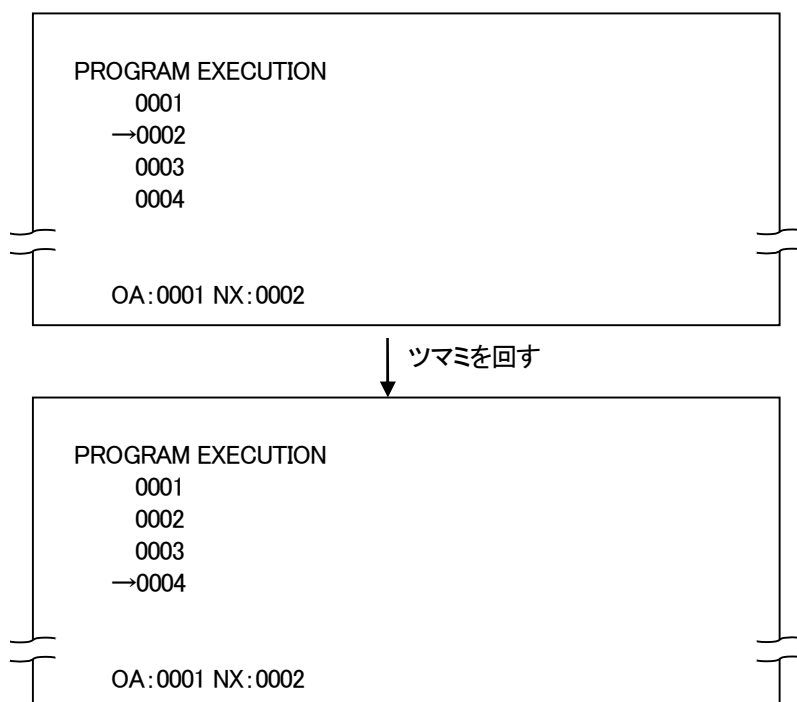 PROGRAM EXECUTION
0001
→0002
0003
0004
OA:0001 NX:0002
ツマミを回す
PROGRAM EXECUTION
0001
0002
0003
→0004
OA:0001 NX:0002